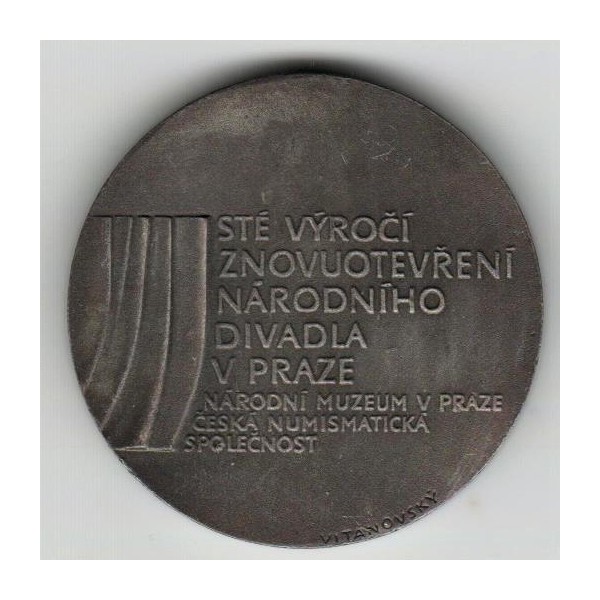 STÉ VÝROČÍ
ZNOVUOTEVŘENÍ
NÁRODNÍHO
DIVADLA
V PRAZE
NÁRODNÍ MUZEUM V PRAZE
ČESKÁ NUMISMATICKÁ
SPOLEČNOST
VITANOVSKÝ